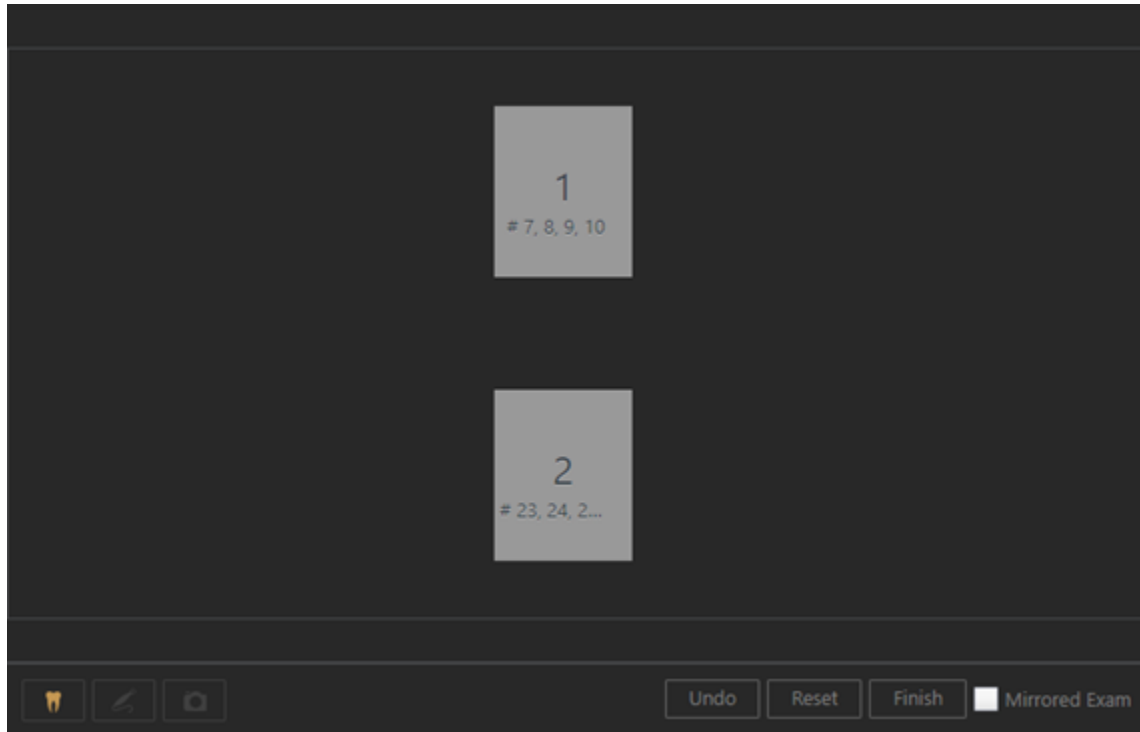 1
# 7, 8, 9, 10
2
# 23, 24, 2...
Undo
Reset
Finish
Mirrored Exam